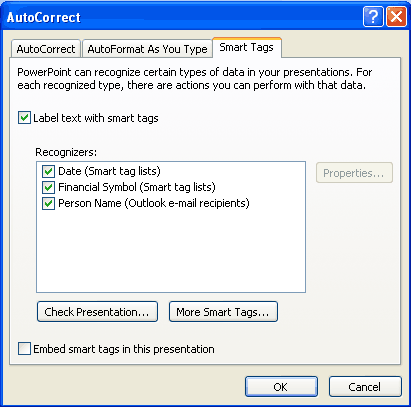 AutoCorrect
AutoCorrect AutoFormat As You Type Smart Tags
PowerPoint can recognize certain types of data in your presentations. For
each recognized type, there are actions you can perform with that data.
Label text with smart tags
Recognizers:
Date (Smart tag lists)
Financial Symbol (Smart tag lists)
Person Name (Outlook e-mail recipients)
Properties...
Check Presentation... More Smart Tags...
Embed smart tags in this presentation
OK Cancel